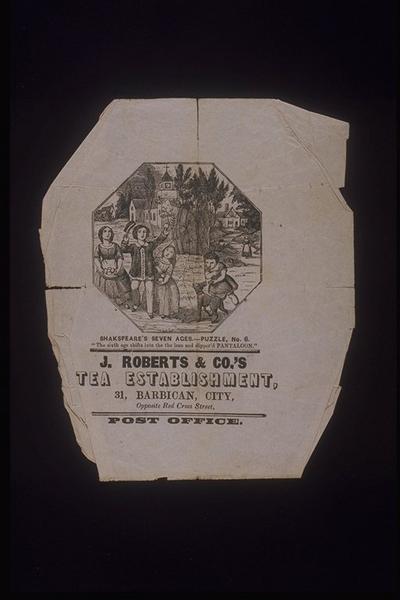 SHAKSPEARE'S SEVEN AGES.—PUZZLE, No. 6.
"The sixth age shifts into the the lean and slipper'd PANTALOON."
J. ROBERTS & CO.'S
TEA ESTABLISHMENT,
31, BARBICAN, CITY,
Opposite Red Cross Street,
POST OFFICE.